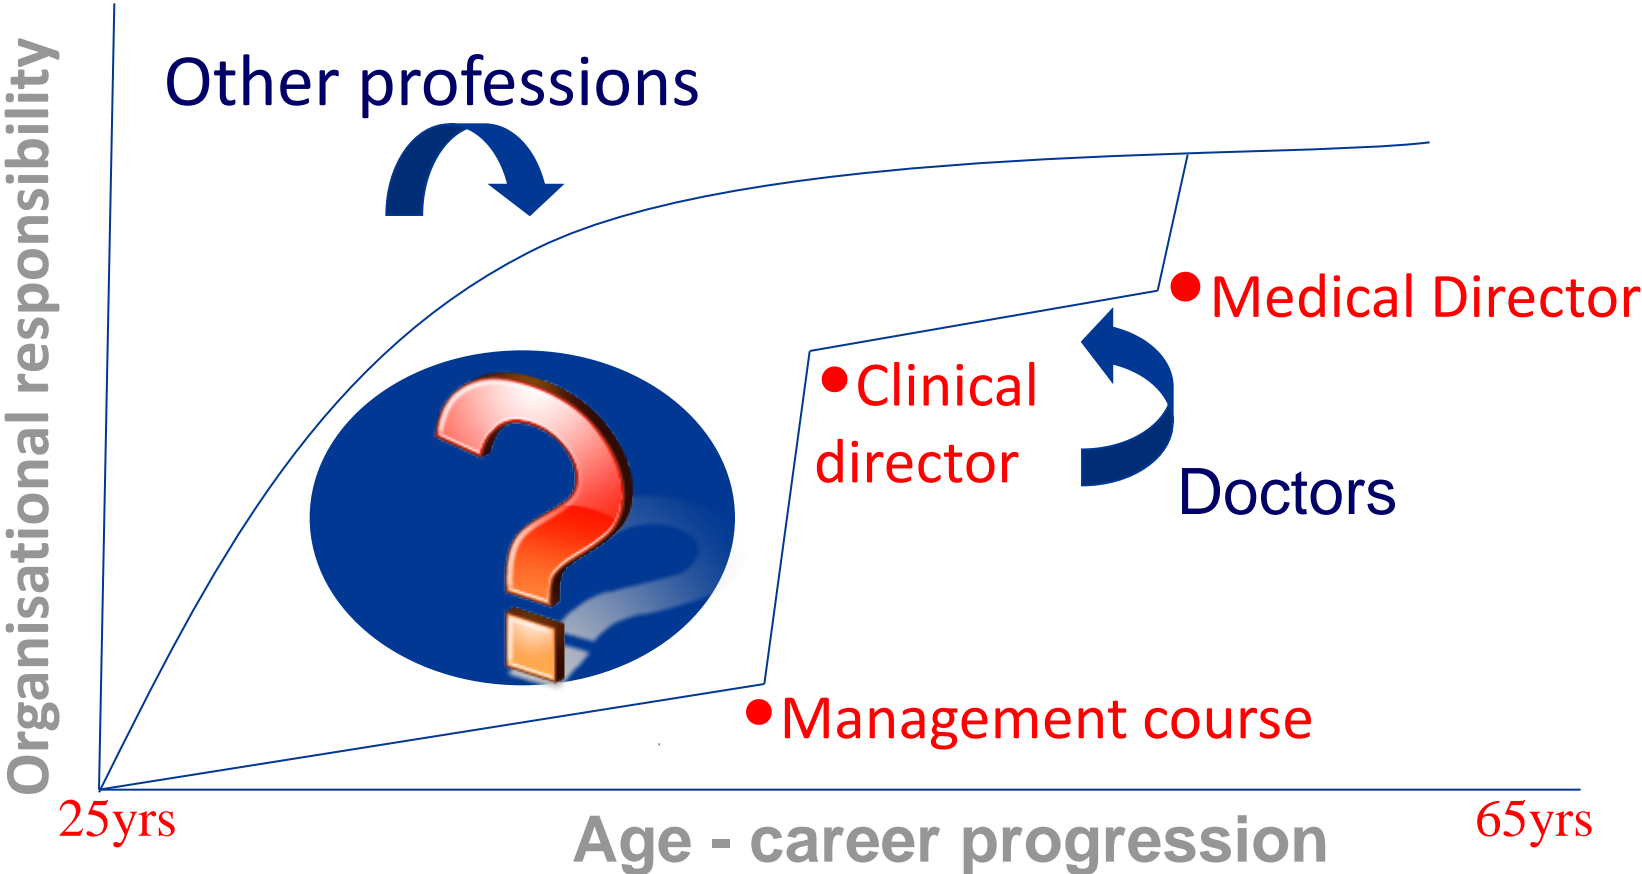 Other professions
Organisational responsibility
• Medical Director
• Clinical
director
Doctors
• Management course
25yrs
65yrs
Age - career progression